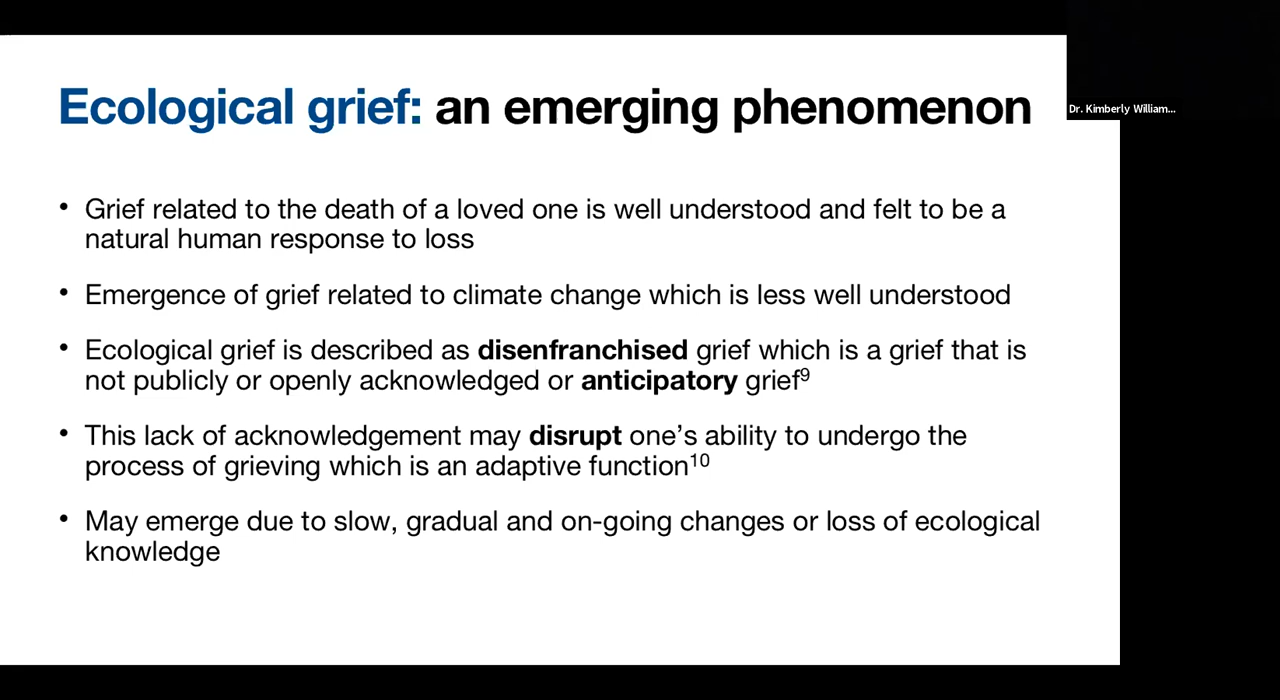 Ecological grief: an emerging phenomenon
Dr. Kimberly William...
• Grief related to the death of a loved one is well understood and felt to be a
natural human response to loss
• Emergence of grief related to climate change which is less well understood
• Ecological grief is described as disenfranchised grief which is a grief that is
not publicly or openly acknowledged or anticipatory grief⁹
• This lack of acknowledgement may disrupt one’s ability to undergo the
process of grieving which is an adaptive function¹⁰
• May emerge due to slow, gradual and on-going changes or loss of ecological
knowledge